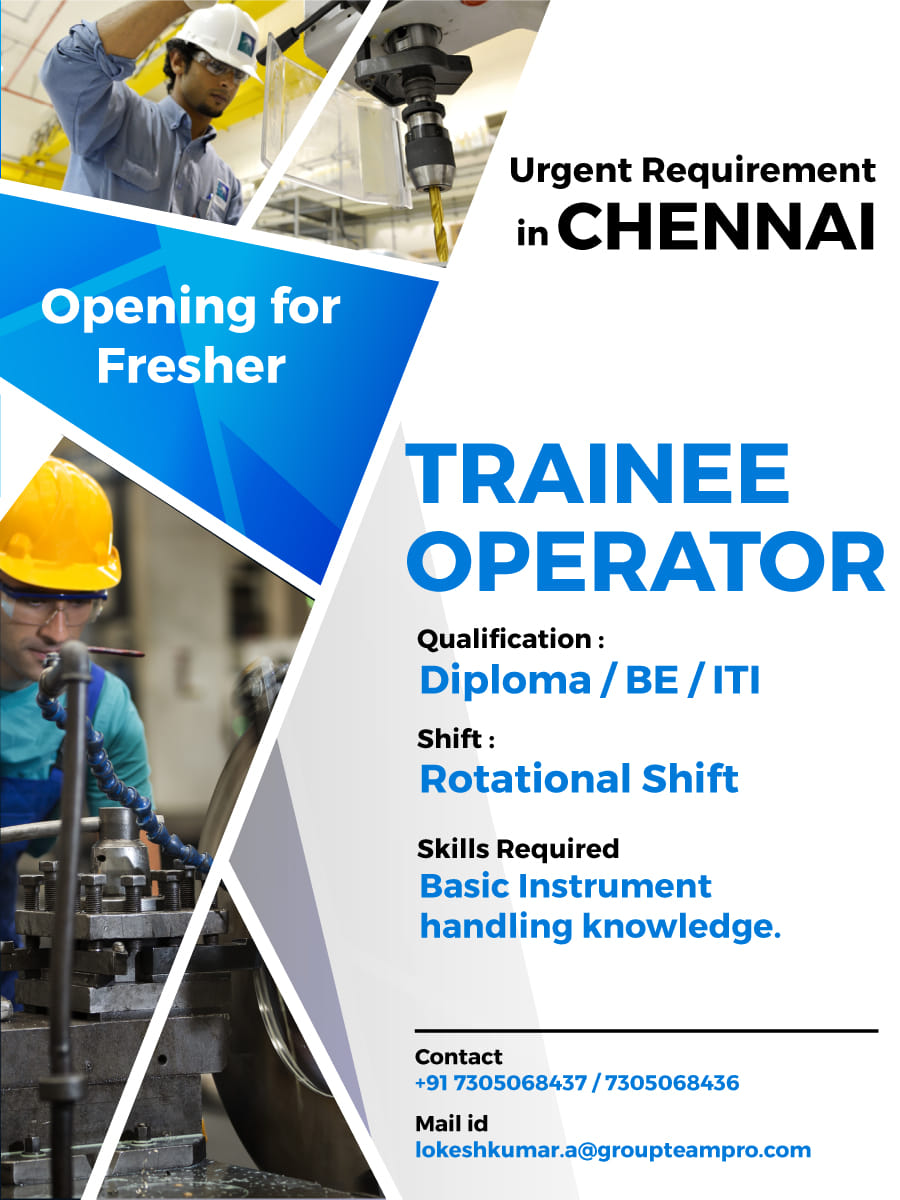 Urgent Requirement
in CHENNAI
Opening for
Fresher
TRAINEE
OPERATOR
Qualification :
Diploma / BE / ITI
Shift :
Rotational Shift
Skills Required
Basic Instrument
handling knowledge.
Contact
+91 7305068437 / 7305068436
Mail id
lokeshkumar.a@groupteampro.com